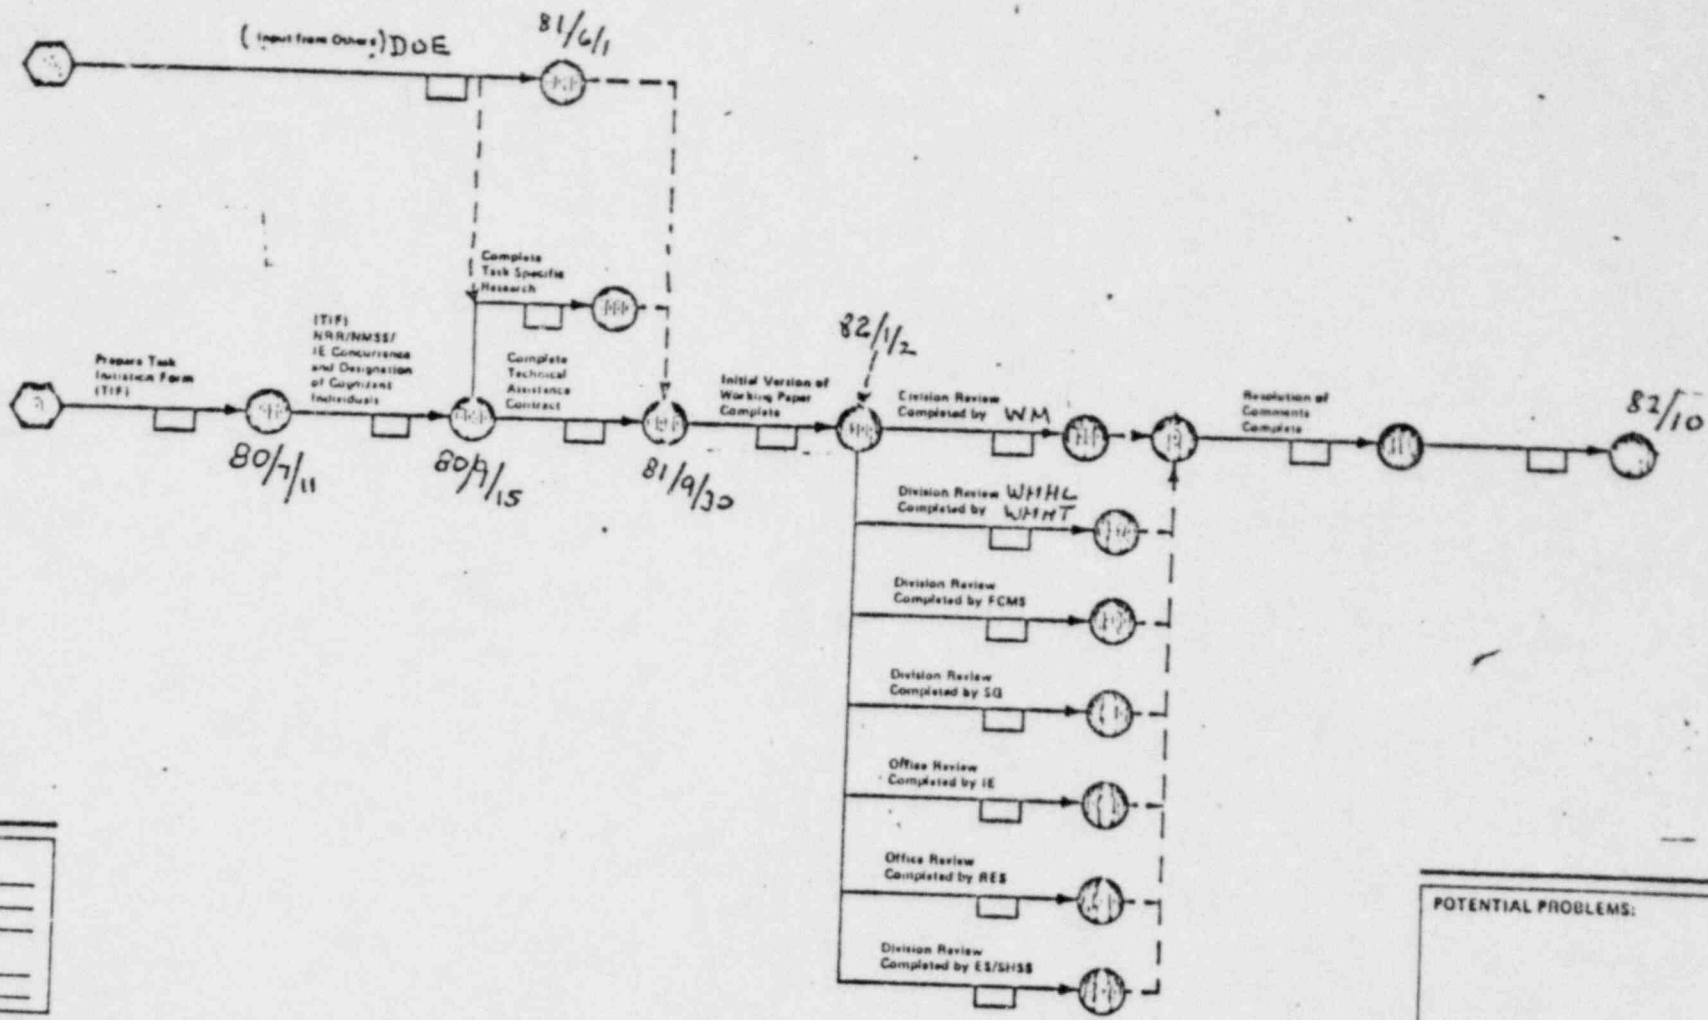 (Input from Others) DOE
81/6/1
Complete
Task Specific
Research
(TIF)
NRR/NMSS/
IE Concurrence
and Designation
of Cognizant
Individuals
Prepare Task
Initiation Form
(TIF)
Complete
Technical
Assistance
Contract
Initial Version of
Working Paper
Complete
82/1/2
Division Review
Completed by WM
Resolution of
Comments
Complete
82/10
80/7/11
80/9/15
81/9/30
Division Review WMHL
Completed by WMHT
Division Review
Completed by FCMS
Division Review
Completed by SG
Office Review
Completed by IE
Office Review
Completed by RES
Division Review
Completed by ES/SHSS
POTENTIAL PROBLEMS: